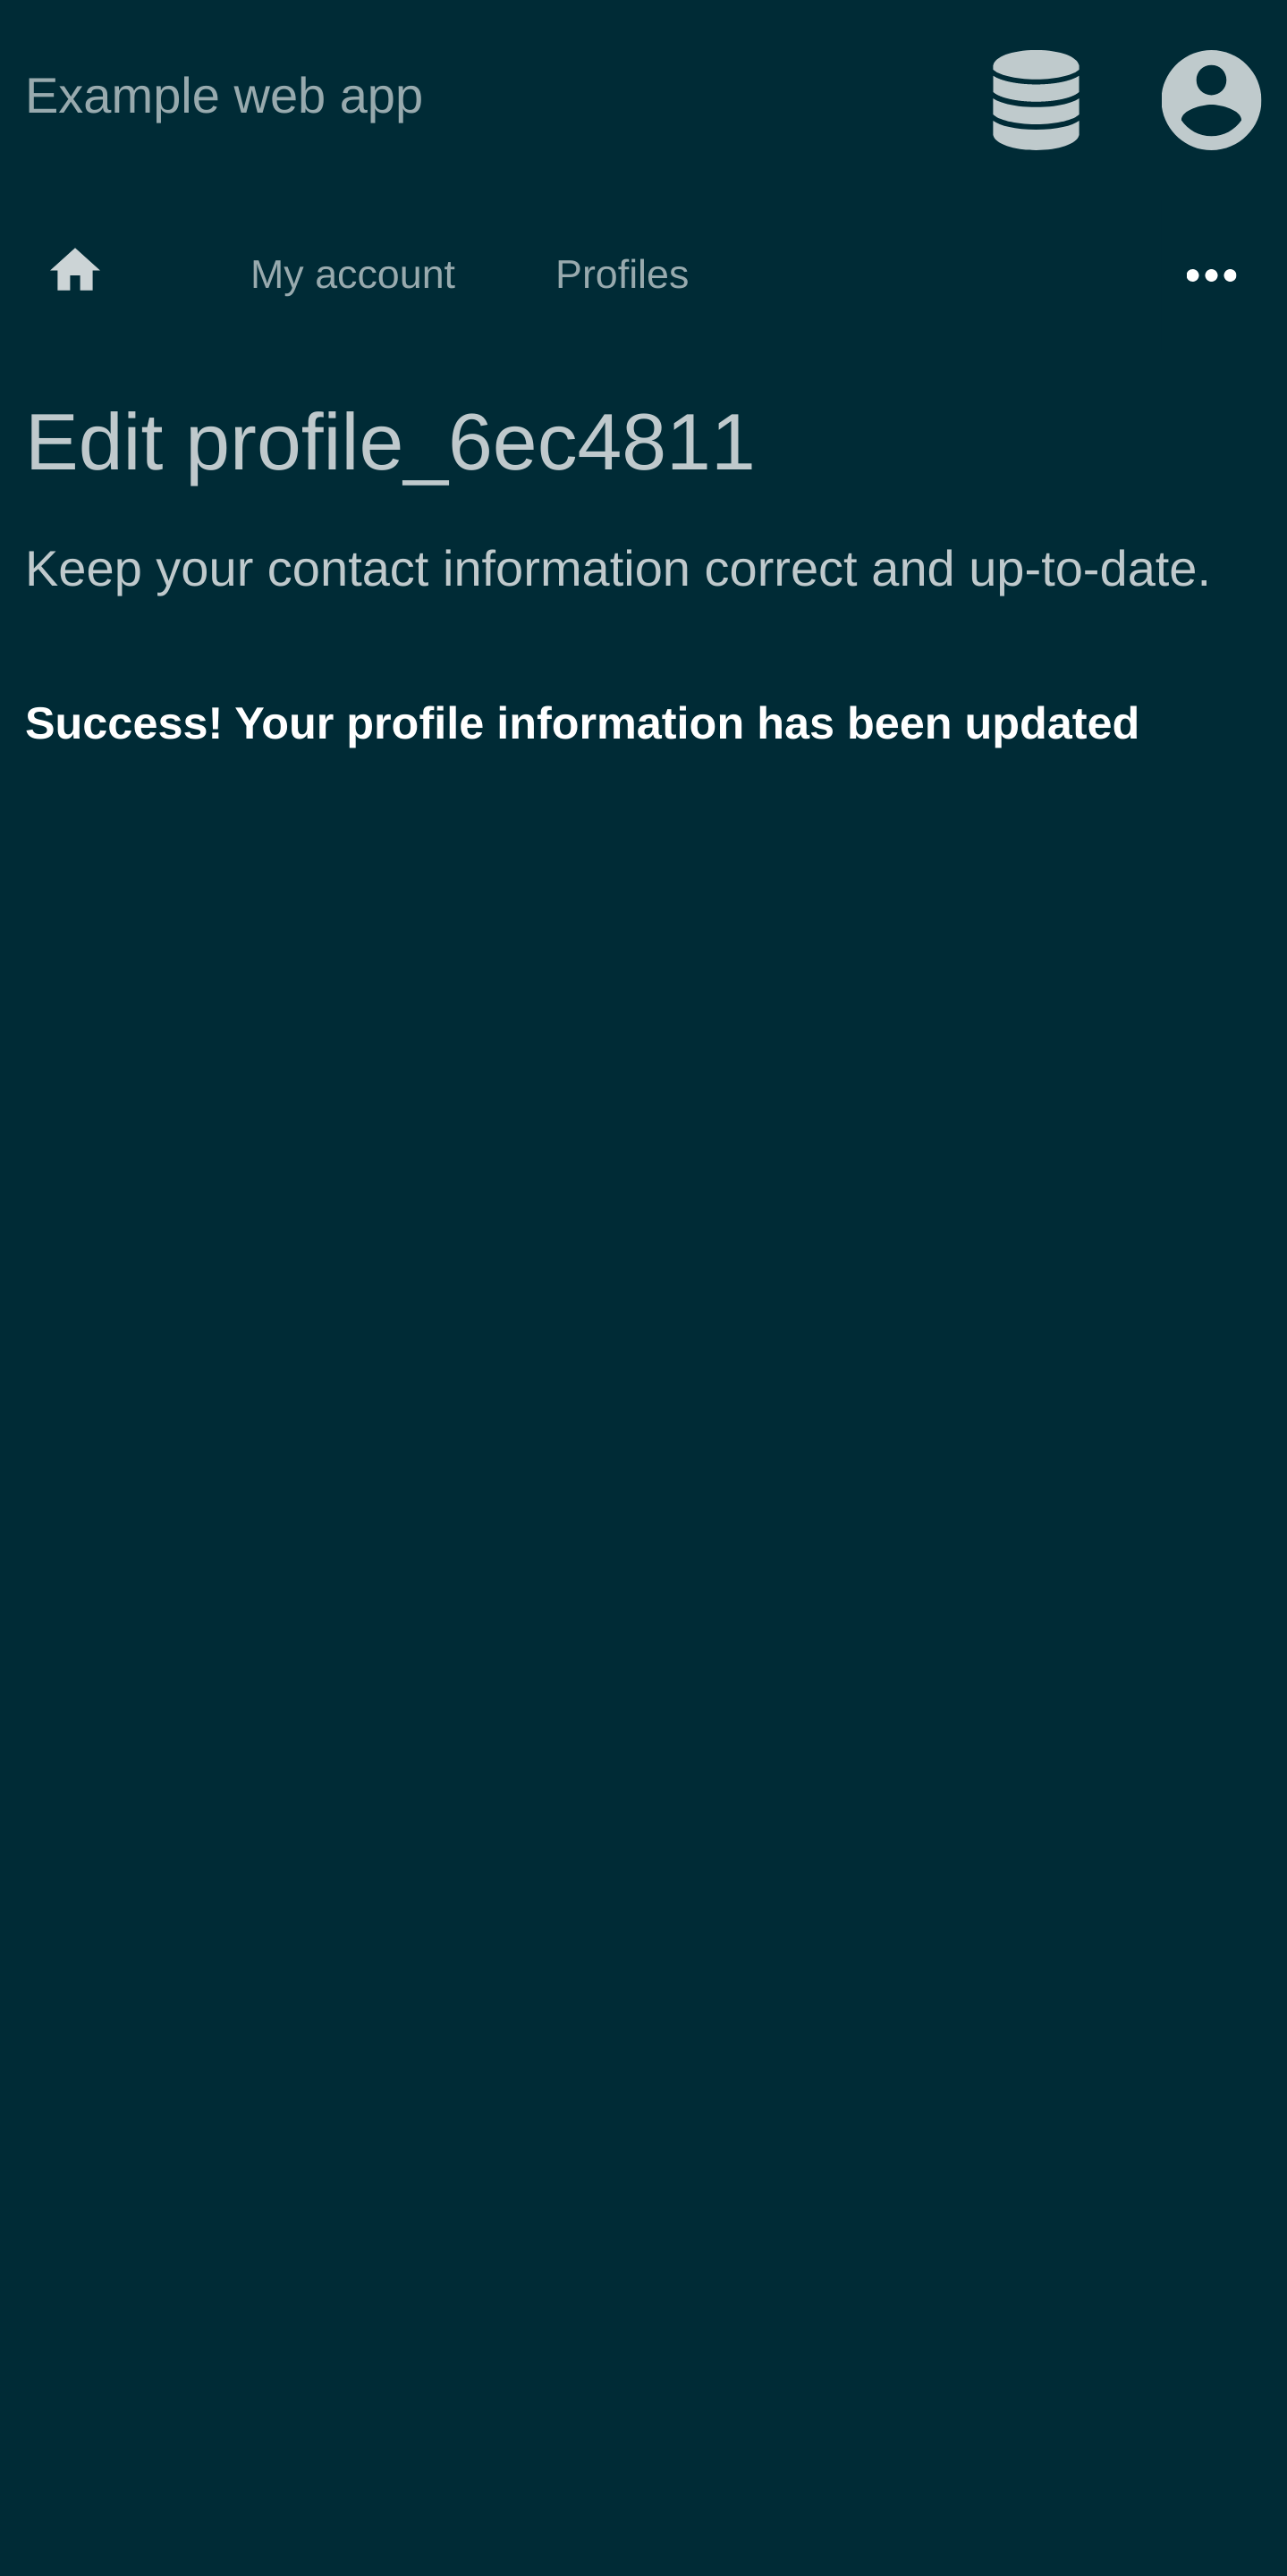 Example web app
My account Profiles
Edit profile_6ec4811
Keep your contact information correct and up-to-date.
Success! Your profile information has been updated